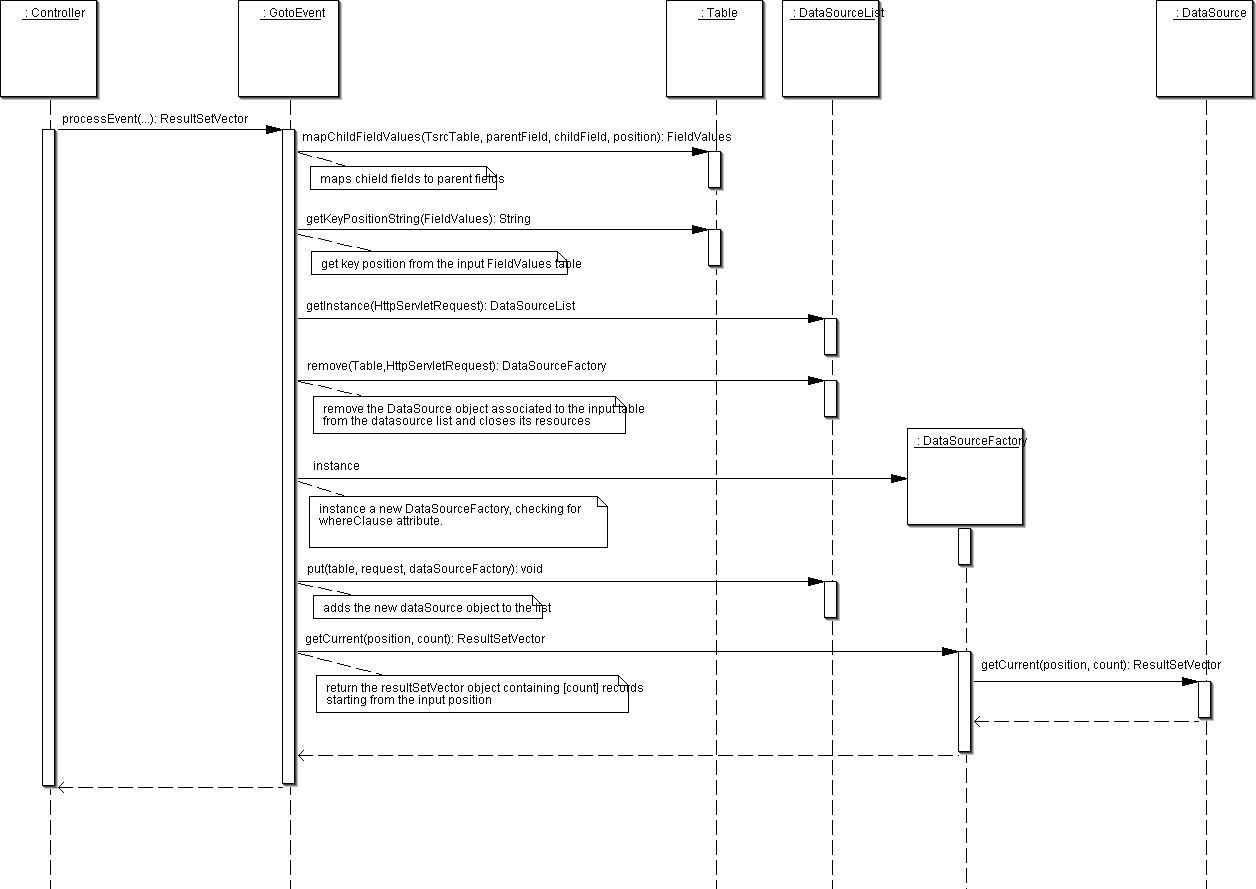 : Controller
: GotoEvent
: Table
: DataSourceList
: DataSource
processEvent(...): ResultSetVector
mapChildFieldValues(TsrcTable, parentField, childField, position): FieldValues
maps chield fields to parent fields
getKeyPositionString(FieldValues): String
get key position from the input FieldValues table
getInstance(HttpServletRequest): DataSourceList
remove(Table,HttpServletRequest): DataSourceFactory
remove the DataSource object associated to the input table
from the datasource list and closes its resources
: DataSourceFactory
instance
instance a new DataSourceFactory, checking for
whereClause attribute.
put(table, request, dataSourceFactory): void
adds the new dataSource object to the list
getCurrent(position, count): ResultSetVector
getCurrent(position, count): ResultSetVector
return the resultSetVector object containing [count] records
starting from the input position